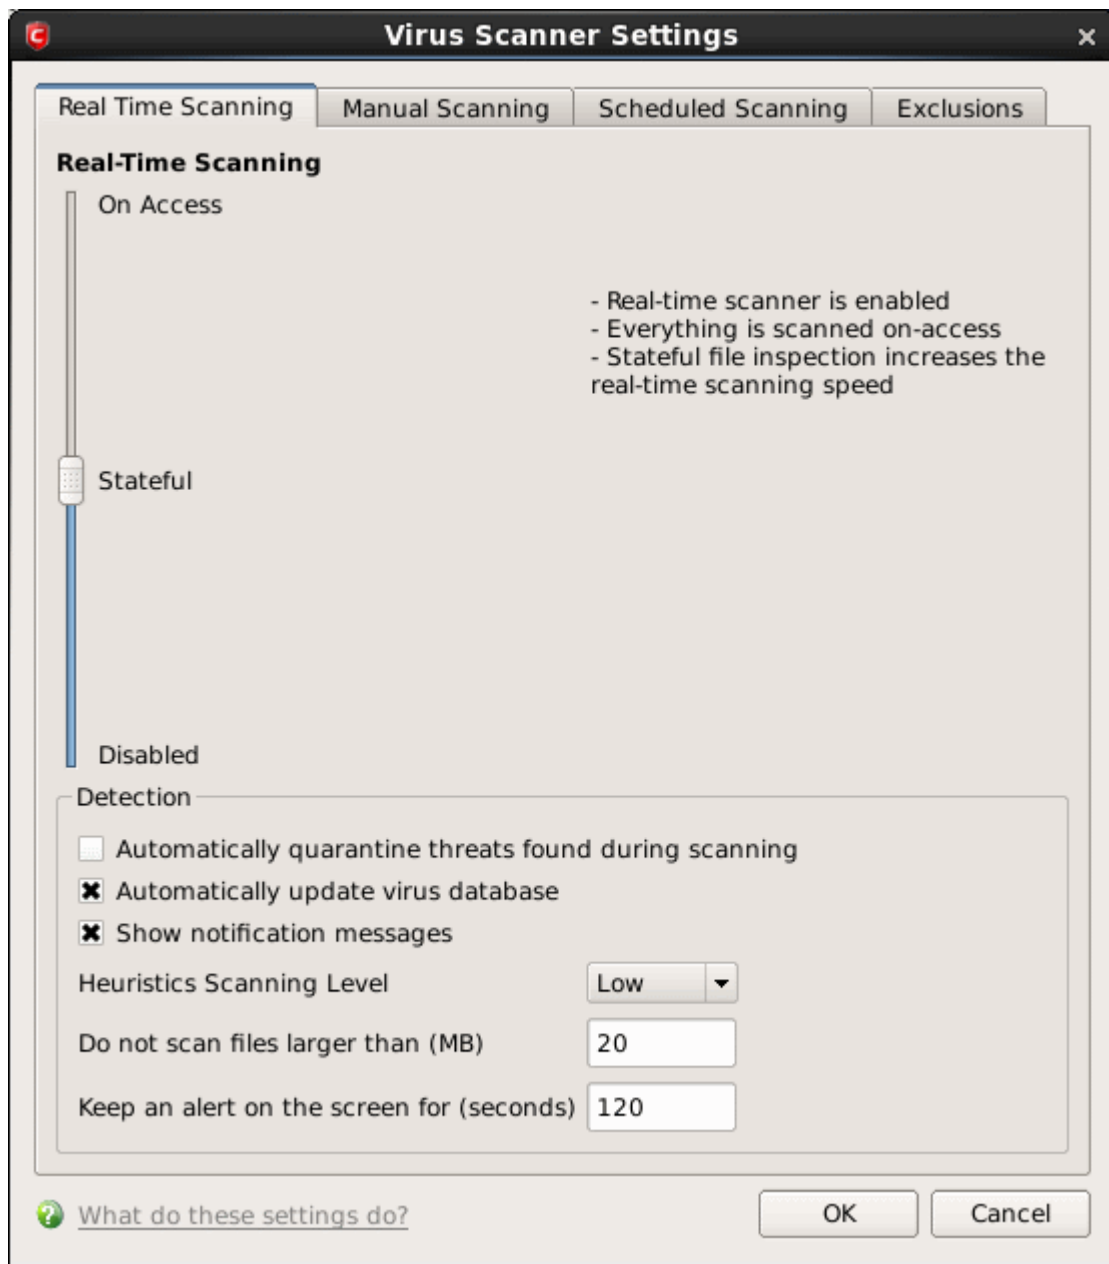 Virus Scanner Settings
Real Time Scanning
Manual Scanning
Scheduled Scanning
Exclusions
Real-Time Scanning
On Access
- Real-time scanner is enabled
- Everything is scanned on-access
- Stateful file inspection increases the
real-time scanning speed
Stateful
Disabled
Detection
Automatically quarantine threats found during scanning
Automatically update virus database
Show notification messages
Heuristics Scanning Level Low
Do not scan files larger than (MB) 20
Keep an alert on the screen for (seconds) 120
What do these settings do?
OK
Cancel